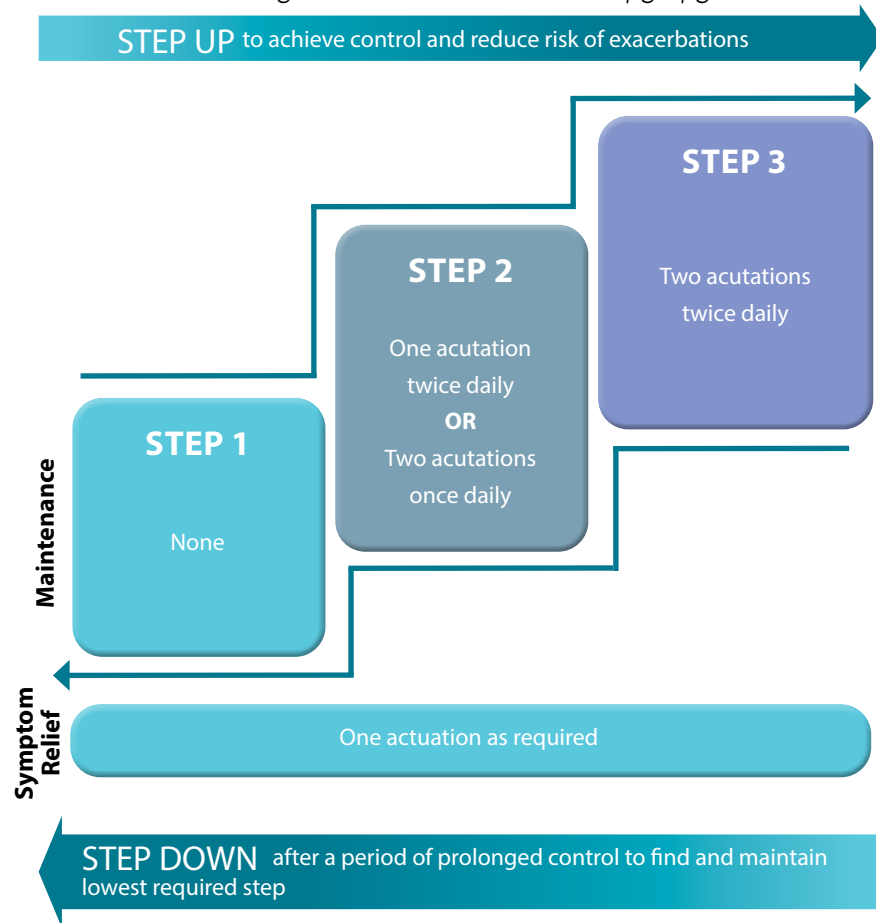 STEP UP to achieve control and reduce risk of exacerbations
STEP 3
Two acutations
twice daily
STEP 2
One acutation
twice daily
OR
Two acutations
once daily
STEP 1
None
Maintenance
Symptom
Relief
One actuation as required
STEP DOWN after a period of prolonged control to find and maintain
lowest required step